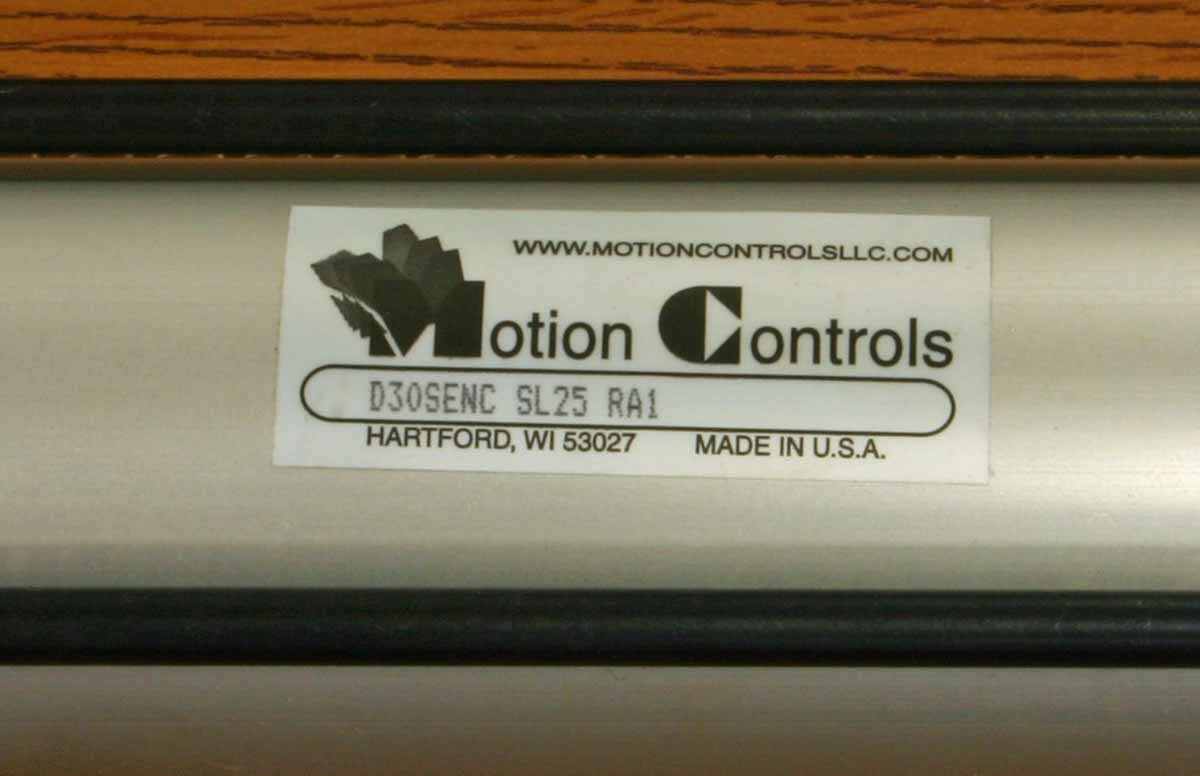 WWW.MOTIONCONTROLSLLC.COM
Motion Controls
D30SENC SL25 RA1
HARTFORD, WI 53027 MADE IN U.S.A.